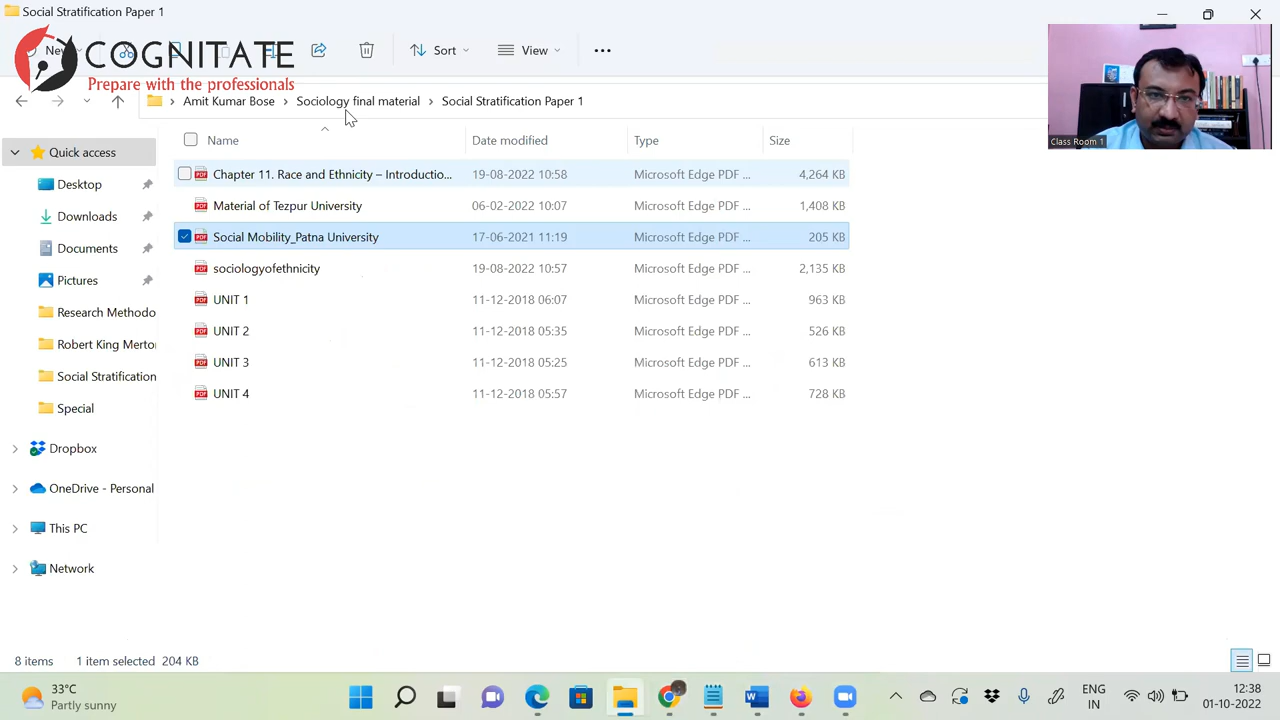 Social Stratification Paper 1
COGNITATE
Prepare with the professionals
Sort
View
Amit Kumar Bose > Sociology final material > Social Stratification Paper 1
Class Room 1
Quick access
Desktop
Downloads
Documents
Pictures
Research Methodo
Robert King Merto
Social Stratification
Special
Dropbox
OneDrive - Personal
This PC
Network
Name Date modified Type Size
Chapter 11. Race and Ethnicity – Introductio... 19-08-2022 10:58 Microsoft Edge PDF ... 4,264 KB
Material of Tezpur University 06-02-2022 10:07 Microsoft Edge PDF ... 1,408 KB
Social Mobility_Patna University 17-06-2021 11:19 Microsoft Edge PDF ... 205 KB
sociologyofethnicity 19-08-2022 10:57 Microsoft Edge PDF ... 2,135 KB
UNIT 1 11-12-2018 06:07 Microsoft Edge PDF ... 963 KB
UNIT 2 11-12-2018 05:35 Microsoft Edge PDF ... 526 KB
UNIT 3 11-12-2018 05:25 Microsoft Edge PDF ... 613 KB
UNIT 4 11-12-2018 05:57 Microsoft Edge PDF ... 728 KB
8 items 1 item selected 204 KB
33°C
Partly sunny
ENG
IN
12:38
01-10-2022